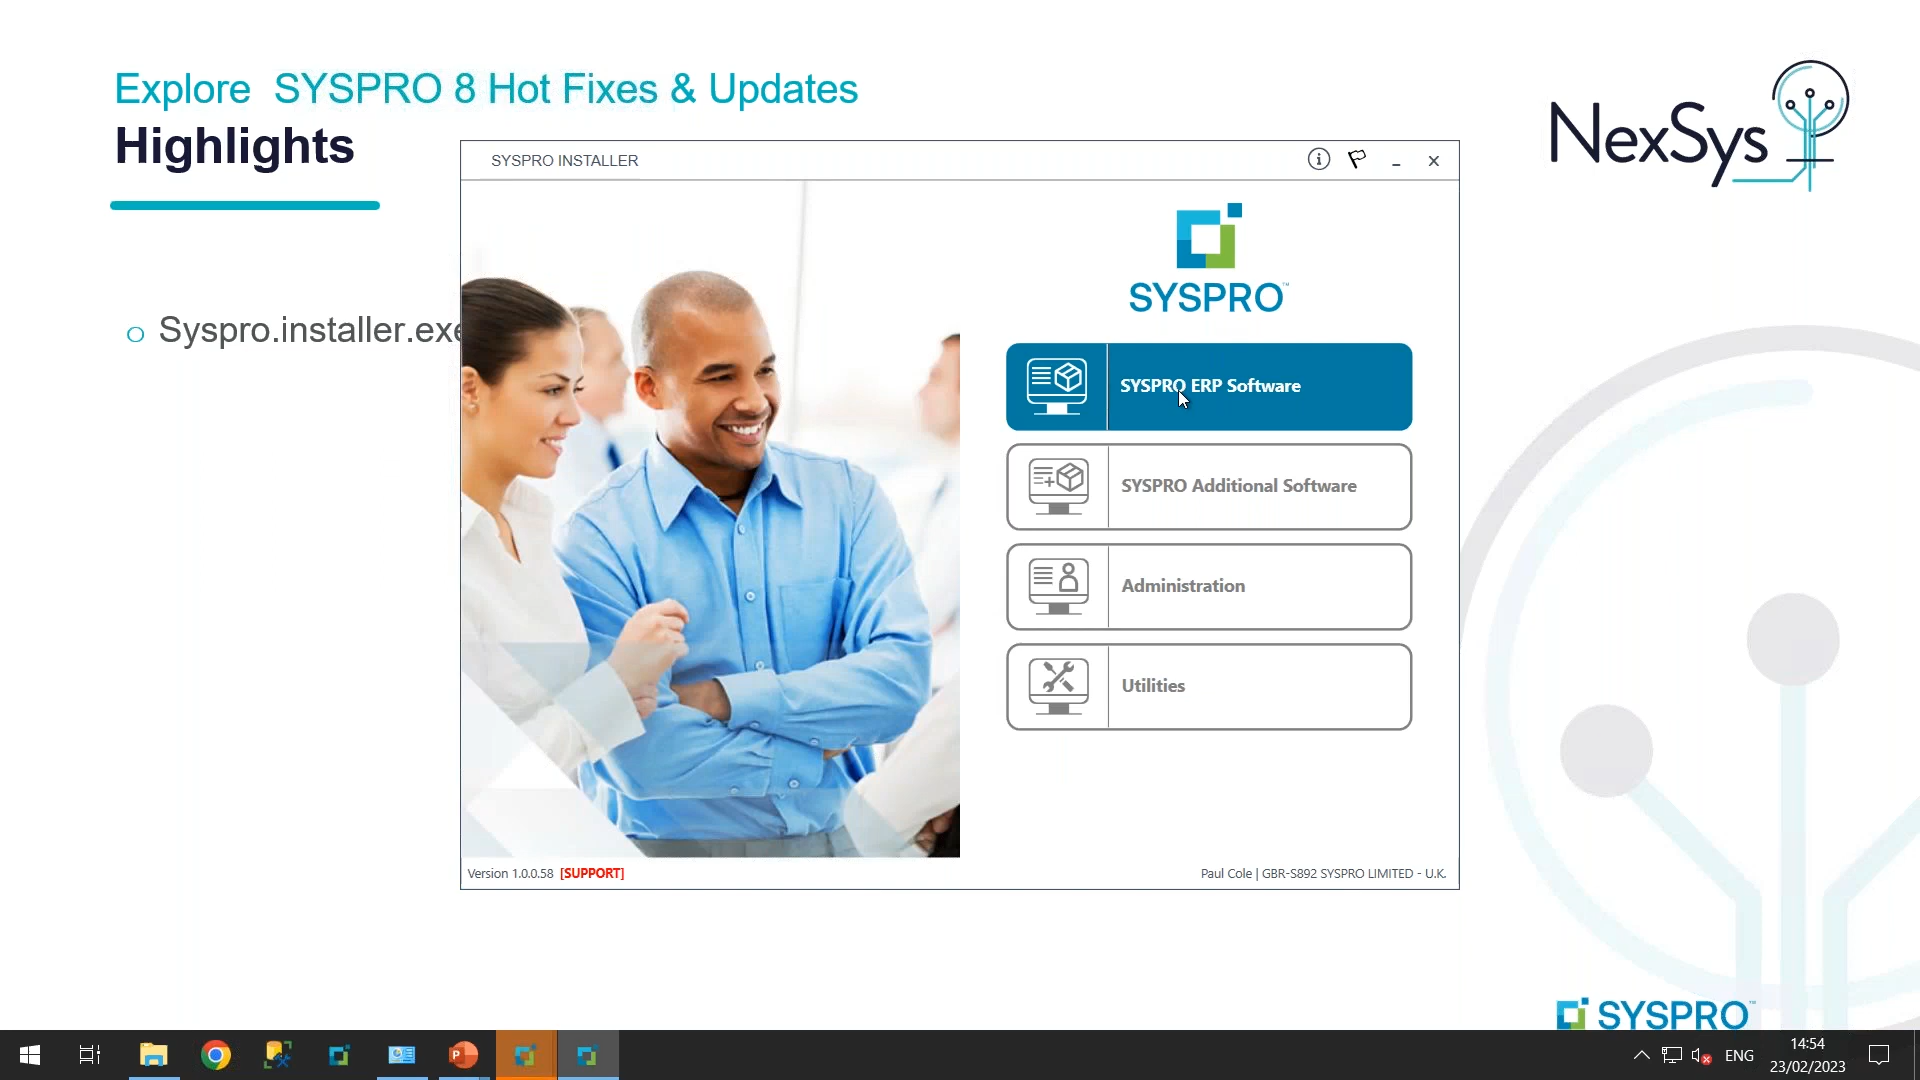 Explore  SYSPRO 8 Hot Fixes & Updates
Highlights
NexSys
SYSPRO INSTALLER
SYSPRO™
Syspro.installer.exe
SYSPRO ERP Software
SYSPRO Additional Software
Administration
Utilities
Version 1.0.0.58 [SUPPORT]
Paul Cole | GBR-S892 SYSPRO LIMITED - U.K.
SYSPRO™
ENG
14:54
23/02/2023